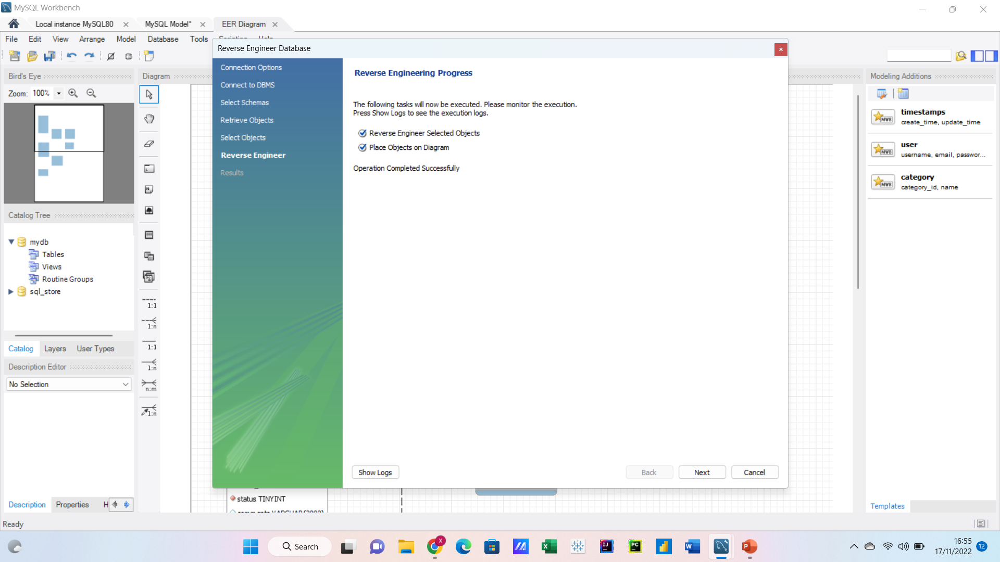 MySQL Workbench
Local instance MySQL80
MySQL Model*
EER Diagram
File Edit View Arrange Model Database Tools
Reverse Engineer Database
Bird's Eye
Zoom: 100%
Catalog Tree
mydb
Tables
Views
Routine Groups
sql_store
Catalog Layers User Types
Description Editor
No Selection
Description Properties H
Ready
Diagram
1:1
1:n
1:1
1:n
n:m
1:n
Connection Options
Connect to DBMS
Select Schemas
Retrieve Objects
Select Objects
Reverse Engineer
Results
Reverse Engineering Progress
The following tasks will now be executed. Please monitor the execution.
Press Show Logs to see the execution logs.
Reverse Engineer Selected Objects
Place Objects on Diagram
Operation Completed Successfully
Show Logs
Back
Next
Cancel
status TINYINT
Modeling Additions
MWB
timestamps
create_time, update_time
MWB
user
username, email, passwor...
MWB
category
category_id, name
Templates
Search
X
IJ
PC
W
P
16:55
17/11/2022
12